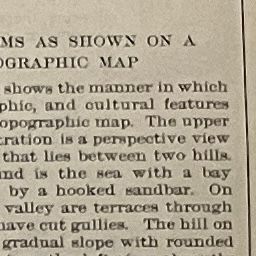 MS AS SHOWN ON A
OGRAPHIC MAP
shows the manner in which
phic, and cultural features
opographic map. The upper
tration is a perspective view
that lies between two hills.
and is the sea with a bay
by a hooked sandbar. On
valley are terraces through
have cut gullies. The hill on
gradual slope with rounded